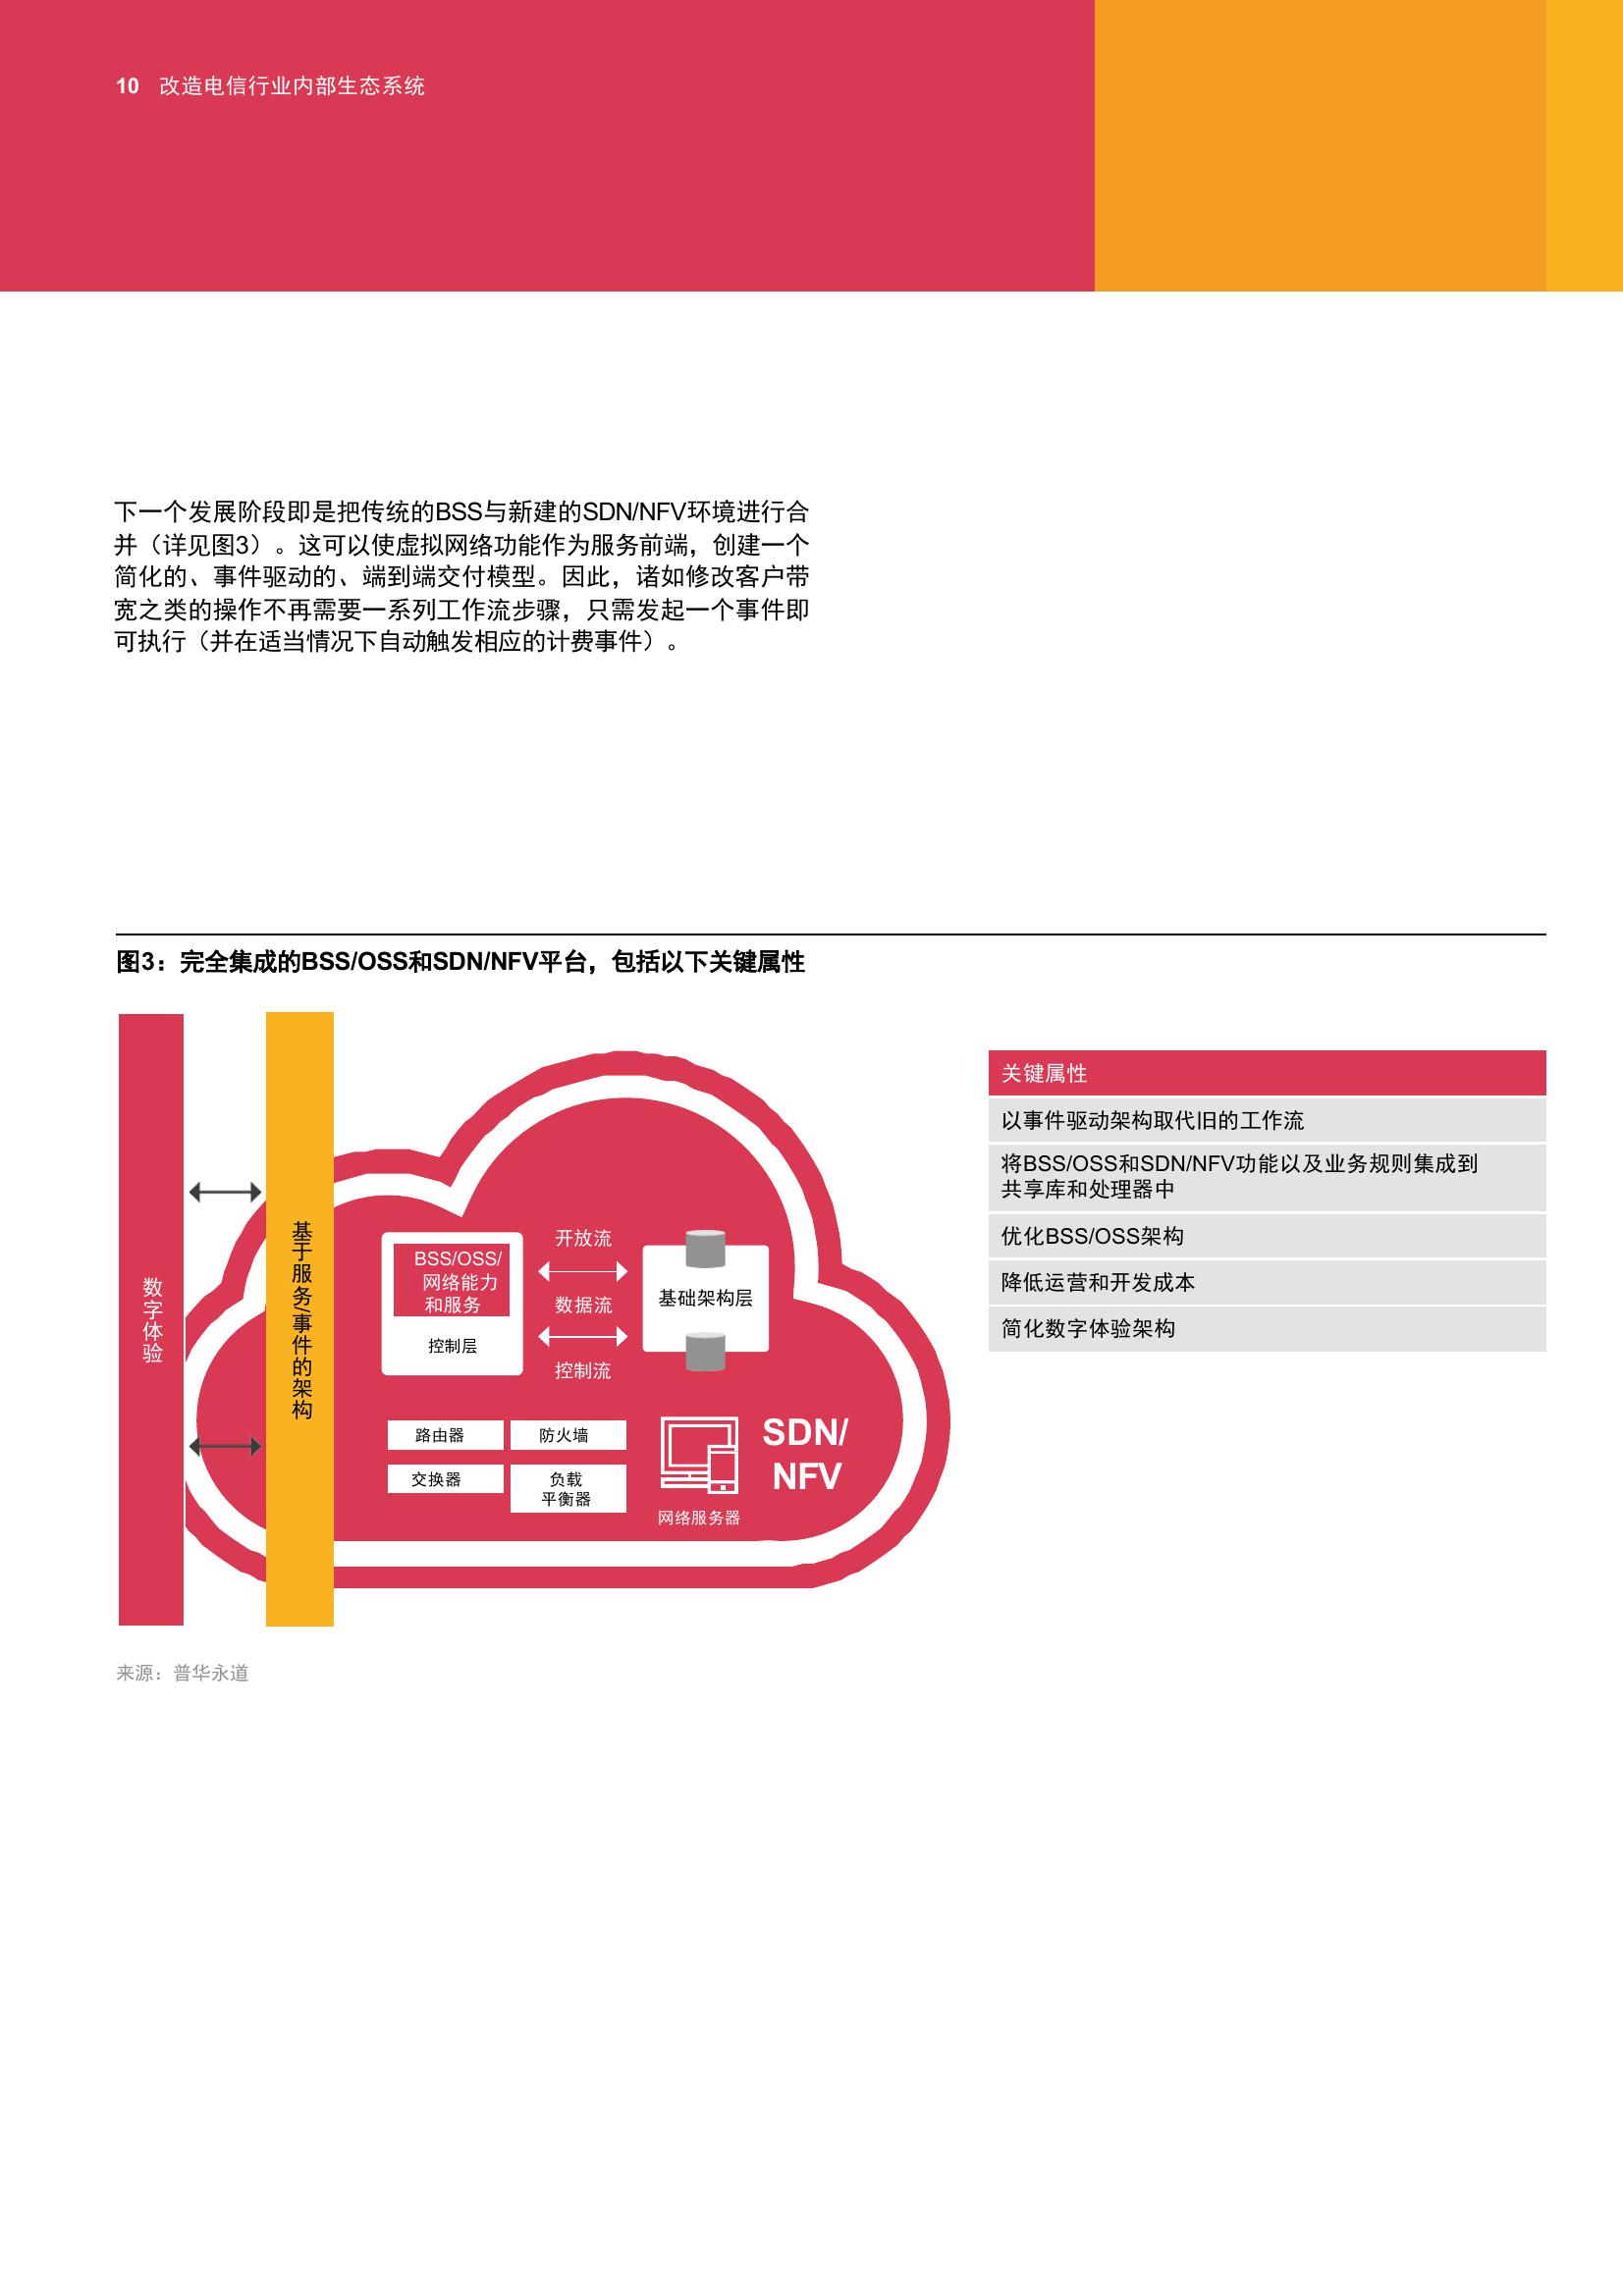 10 改造电信行业内部生态系统
下一个发展阶段即是把传统的BSS与新建的SDN/NFV环境进行合
并（详见图3）。这可以使虚拟网络功能作为服务前端，创建一个
简化的、事件驱动的、端到端交付模型。因此，诸如修改客户带
宽之类的操作不再需要一系列工作流步骤，只需发起一个事件即
可执行（并在适当情况下自动触发相应的计费事件）。
图3：完全集成的BSS/OSS和SDN/NFV平台，包括以下关键属性
数字体验
基于服务/事件的架构
BSS/OSS/
网络能力
和服务
控制层
开放流
数据流
控制流
基础架构层
路由器
防火墙
交换器
负载
平衡器
网络服务器
SDN/
NFV
关键属性
以事件驱动架构取代旧的工作流
将BSS/OSS和SDN/NFV功能以及业务规则集成到
共享库和处理器中
优化BSS/OSS架构
降低运营和开发成本
简化数字体验架构
来源：普华永道